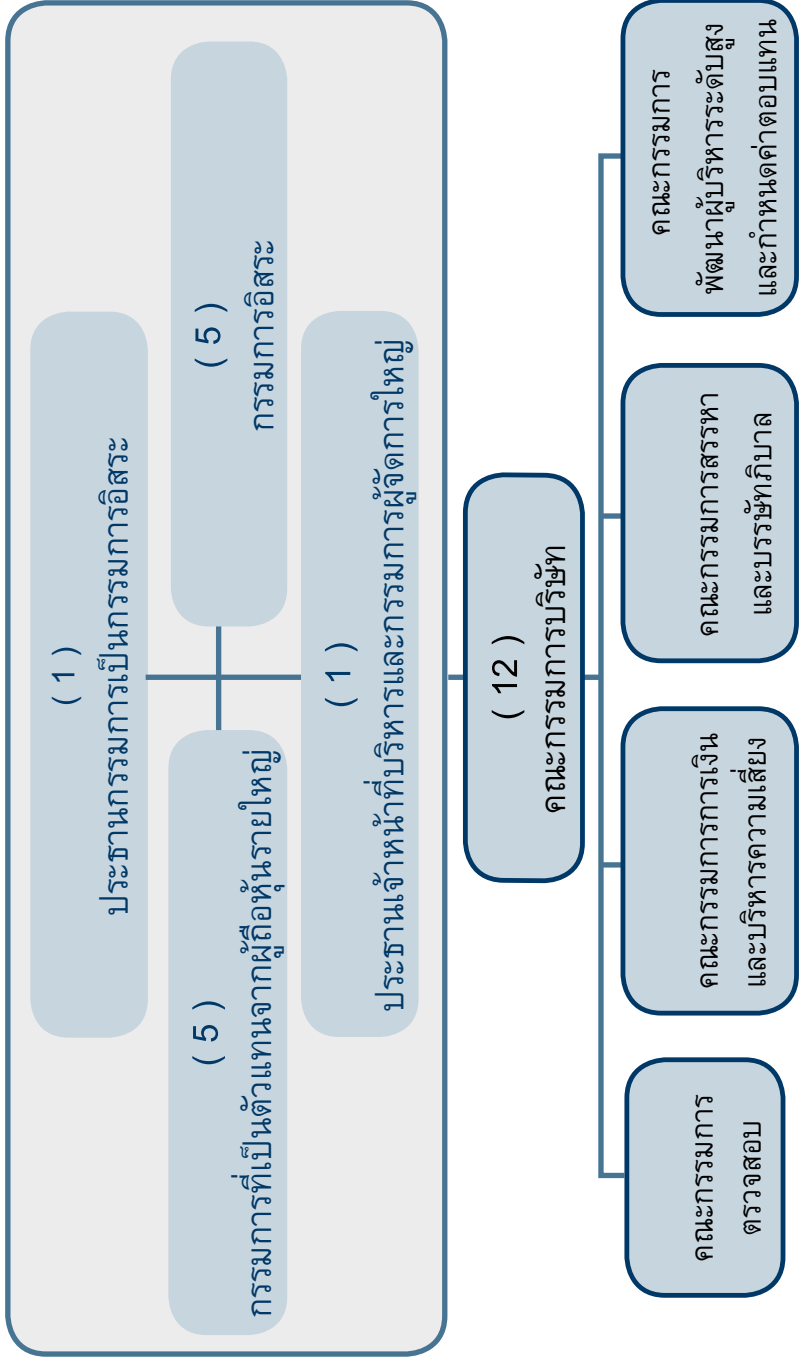 ( 1 )
ประธานกรรมการเป็นกรรมการอิสระ
( 5 )
กรรมการที่เป็นตัวแทนจากผู้ถือหุ้นรายใหญ่
( 5 )
กรรมการอิสระ
( 1 )
ประธานเจ้าหน้าที่บริหารและกรรมการผู้จัดการใหญ่
( 12 )
คณะกรรมการบริษัท
คณะกรรมการ
ตรวจสอบ
คณะกรรมการการเงิน
และบริหารความเสี่ยง
คณะกรรมการสรรหา
และบรรษัทภิบาล
คณะกรรมการ
พัฒนาผู้บริหารระดับสูง
และกำหนดค่าตอบแทน